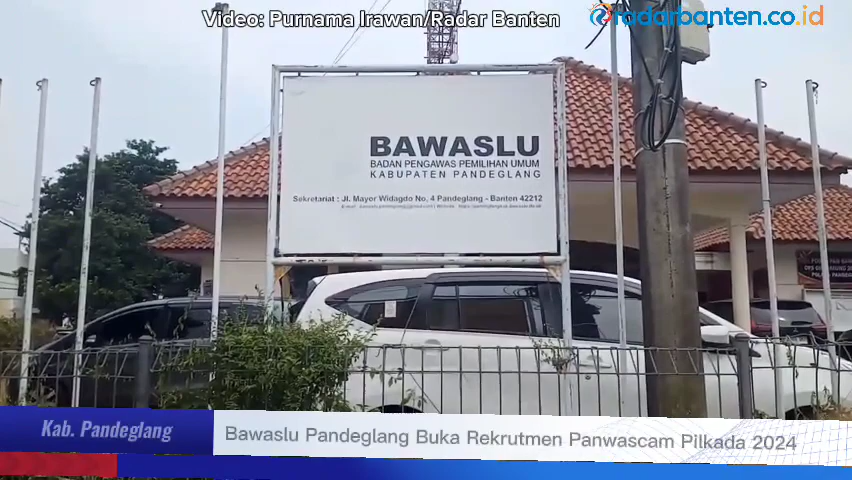 Video: Purnama Irawan/Radar Banten
radarbanten.co.id
BAWASLU
BADAN PENGAWAS PEMILIHAN UMUM
KABUPATEN PANDEGLANG
Sekretariat : Jl. Mayor Widagdo No, 4 Pandeglang - Banten 42212
Kab. Pandeglang
Bawaslu Pandeglang Buka Rekrutmen Panwascam Pilkada 2024